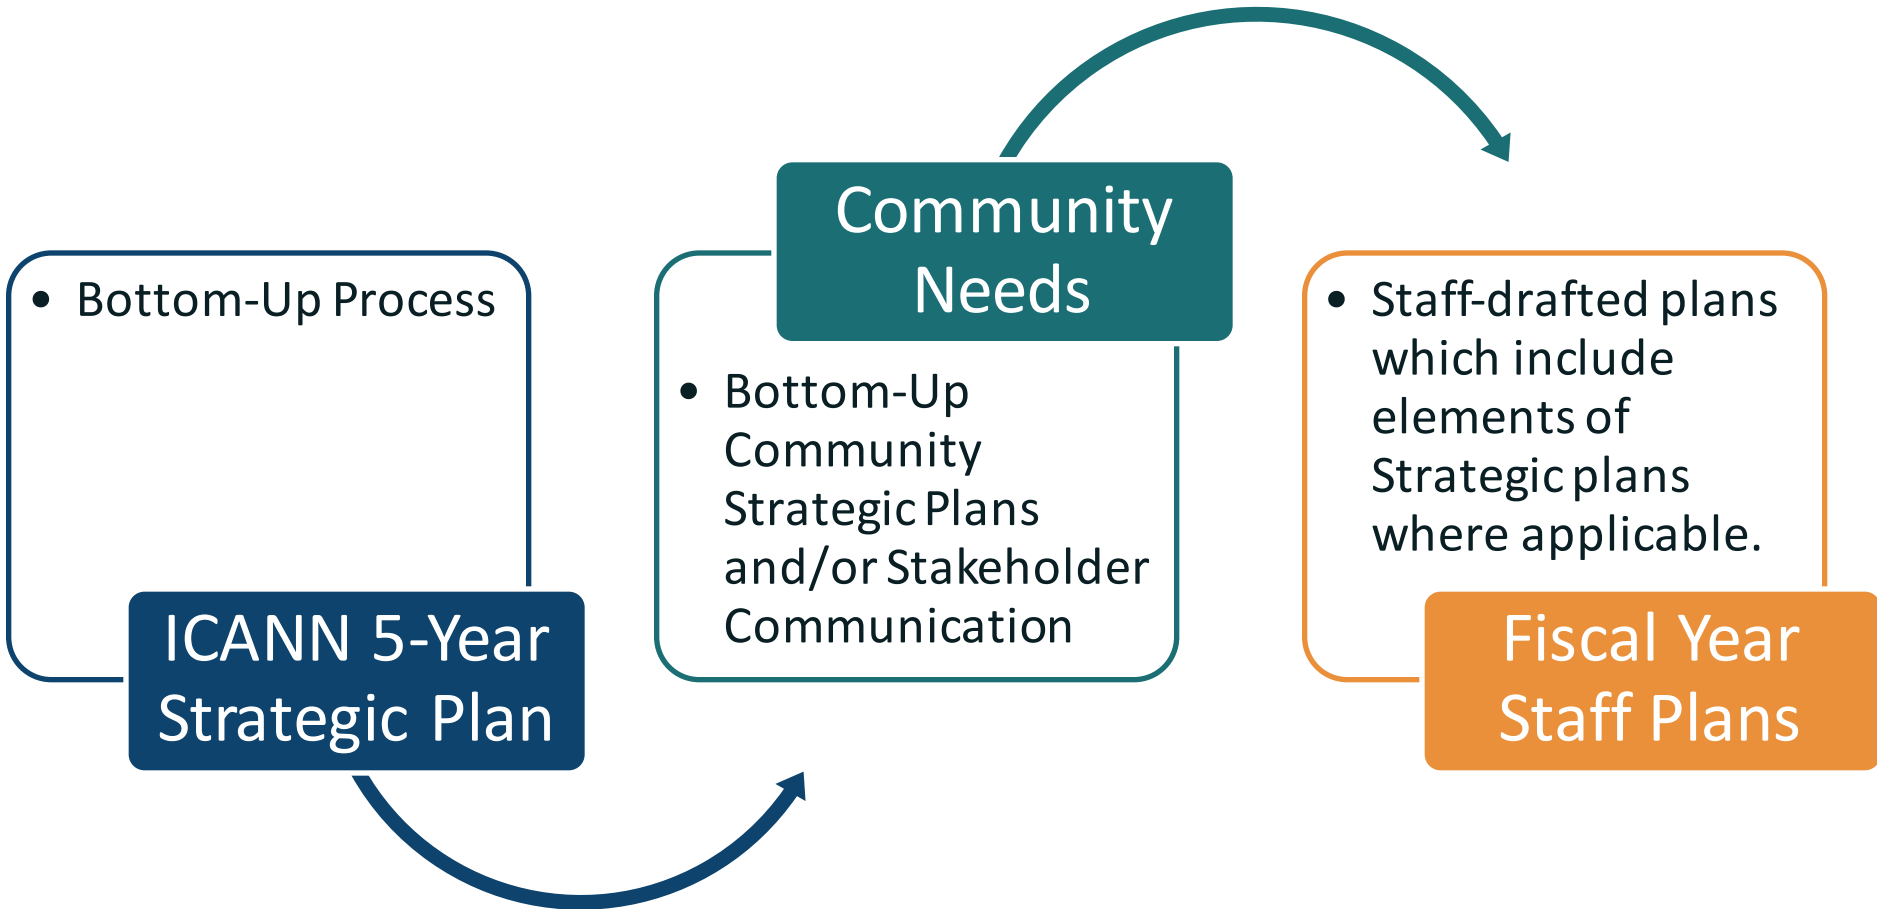 • Bottom-Up Process
ICANN 5-Year
Strategic Plan
Community
Needs
• Bottom-Up
Community
Strategic Plans
and/or Stakeholder
Communication
• Staff-drafted plans
which include
elements of
Strategic plans
where applicable.
Fiscal Year
Staff Plans